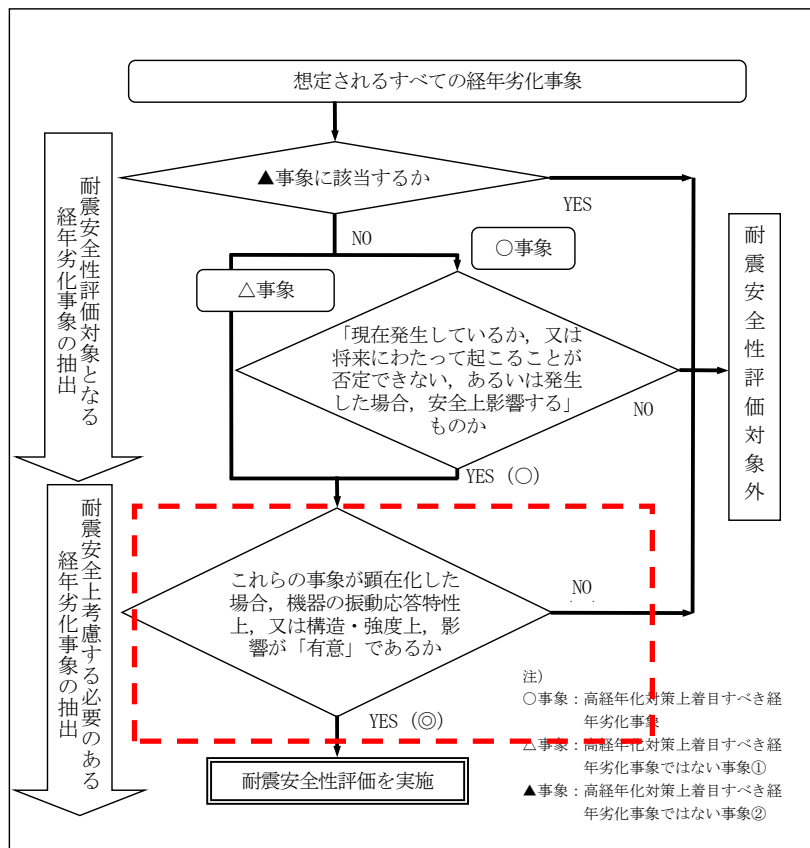 想定されるすべての経年劣化事象
▲事象に該当するか
YES
NO
○事象
△事象
「現在発生しているか，又は
将来にわたって起こることが
否定できない，あるいは発生
した場合，安全上影響する」
ものか
NO
YES（○）
耐震安全性評価対象外
耐震安全性評価対象となる
経年劣化事象の抽出
これらの事象が顕在化した
場合，機器の振動応答特性
上，又は構造・強度上，影
響が「有意」であるか
NO
YES（◎）
耐震安全性評価を実施
耐震安全上考慮する必要のある
経年劣化事象の抽出
注）
○事象：高経年化対策上着目すべき経
年劣化事象
△事象：高経年化対策上着目すべき経
年劣化事象ではない事象①
▲事象：高経年化対策上着目すべき経
年劣化事象ではない事象②